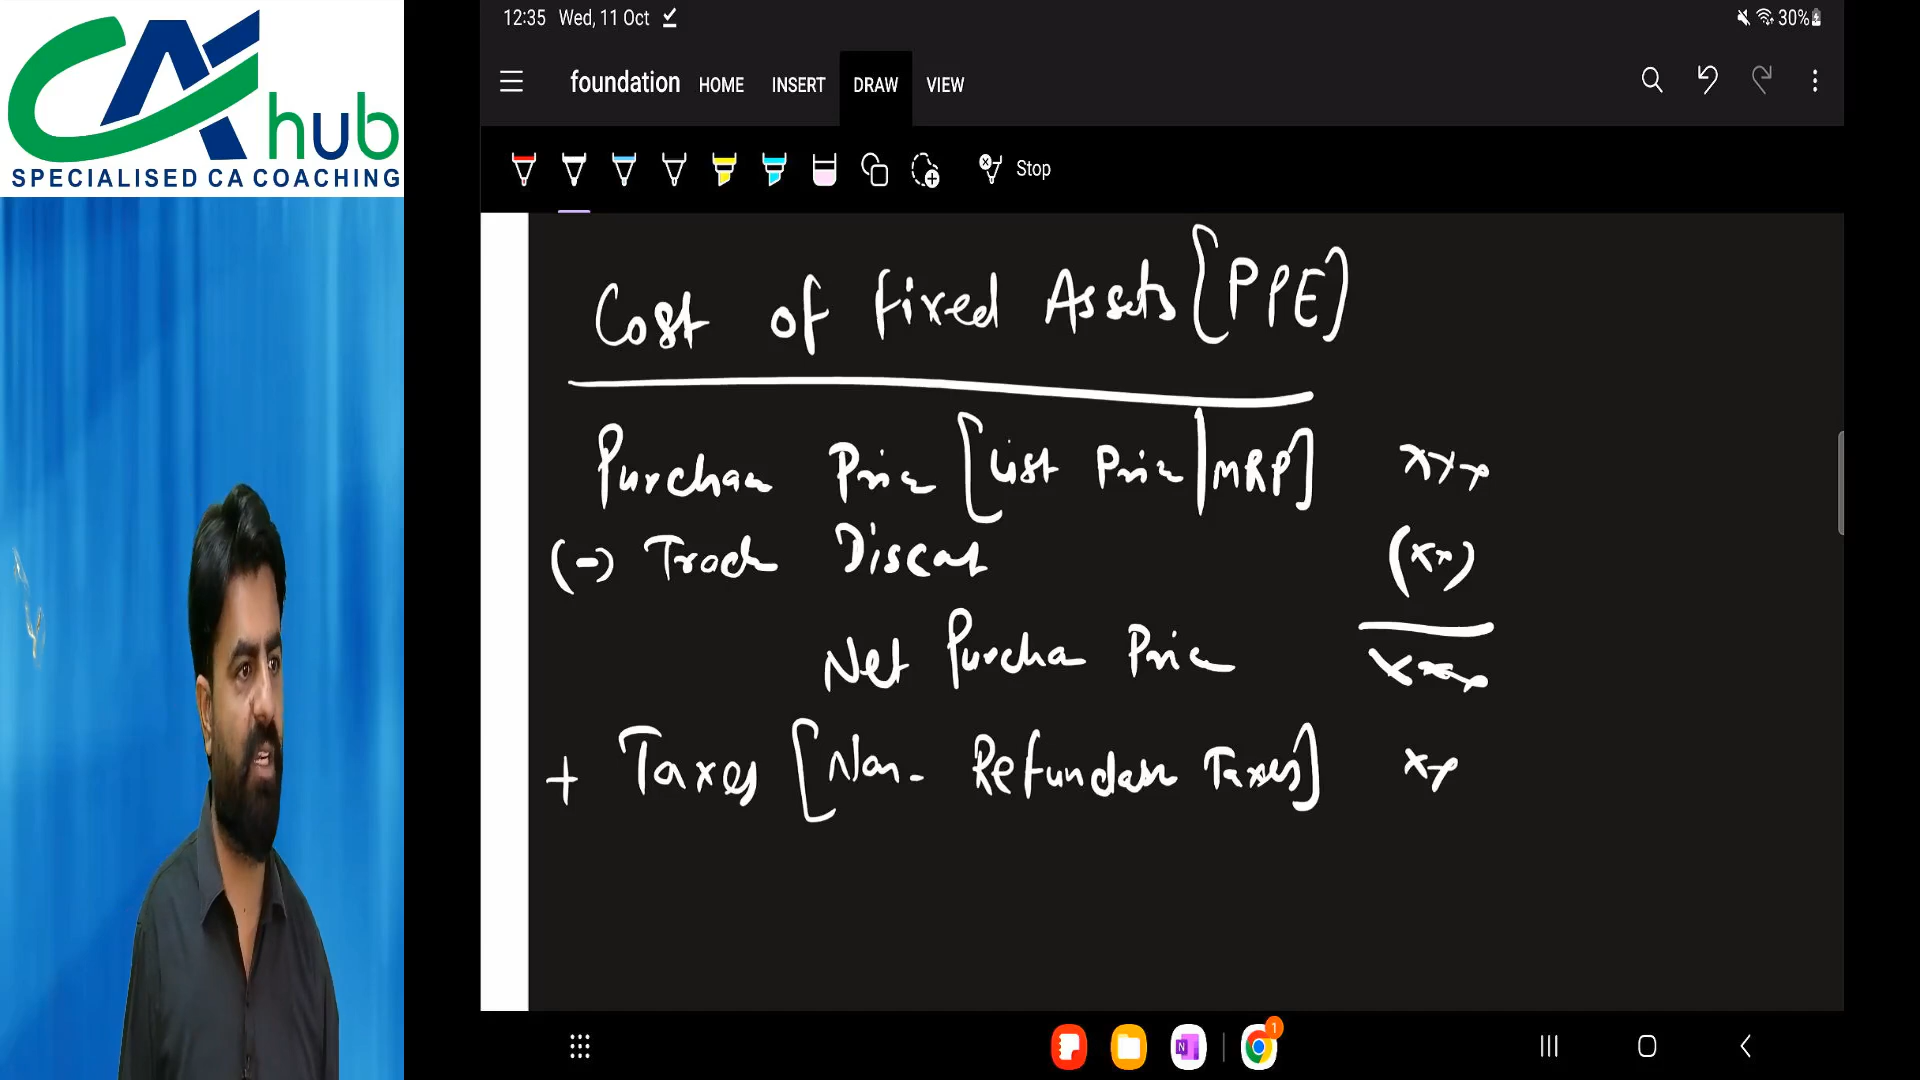 CA hub
SPECIALISED CA COACHING
12:35 Wed, 11 Oct
30%
foundation HOME INSERT DRAW VIEW
Stop
Cost of Fixed Assets [PPE]
Purchase Price [List Price | MRP] xxx
(-) Trade Discount (xx)
Net Purchase Price xxx
+ Taxes [Non-Refundable Taxes] xx
1